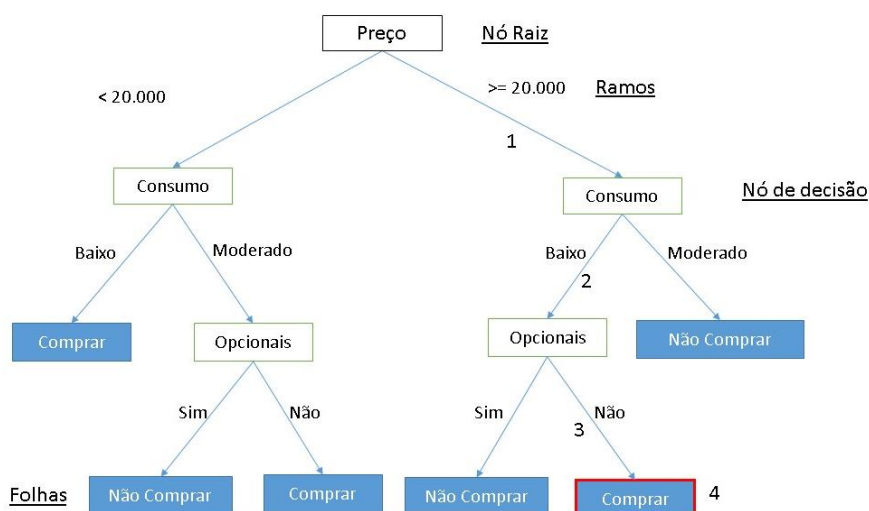 Preço
Nó Raiz
< 20.000
>= 20.000
Ramos
1
Consumo
Consumo
Nó de decisão
Baixo
Moderado
Baixo
Moderado
2
Comprar
Opcionais
Opcionais
Não Comprar
Sim
Não
Sim
Não
3
Folhas
Não Comprar
Comprar
Não Comprar
Comprar
4